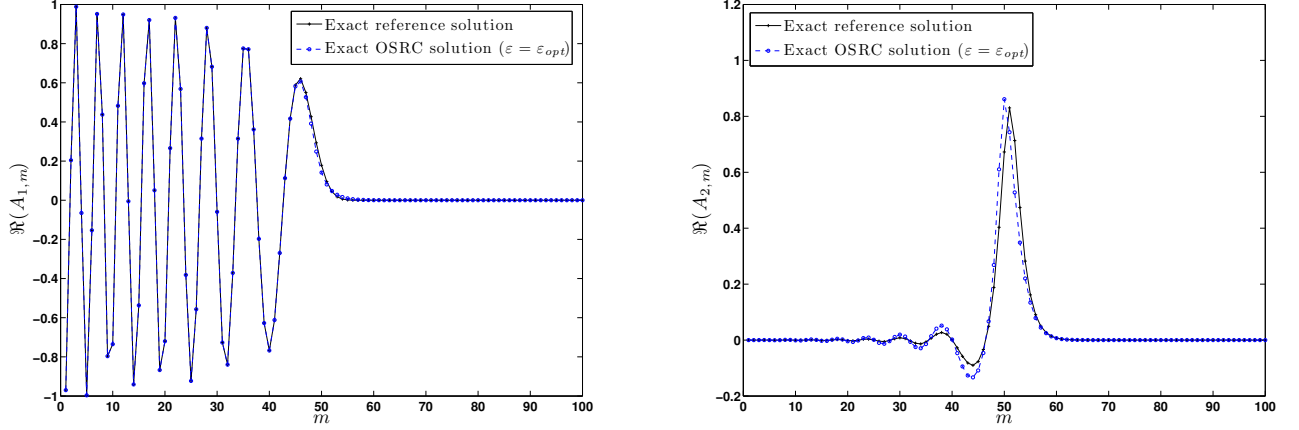 1
0.8
0.6
0.4
0.2
0
−0.2
−0.4
−0.6
−0.8
−1
ℜ(A₁,ₘ)
Exact reference solution
Exact OSRC solution (ε = εₒₚₜ)
0 10 20 30 40 50 60 70 80 90 100
m
1.2
1
0.8
0.6
0.4
0.2
0
−0.2
ℜ(A₂,ₘ)
Exact reference solution
Exact OSRC solution (ε = εₒₚₜ)
0 10 20 30 40 50 60 70 80 90 100
m